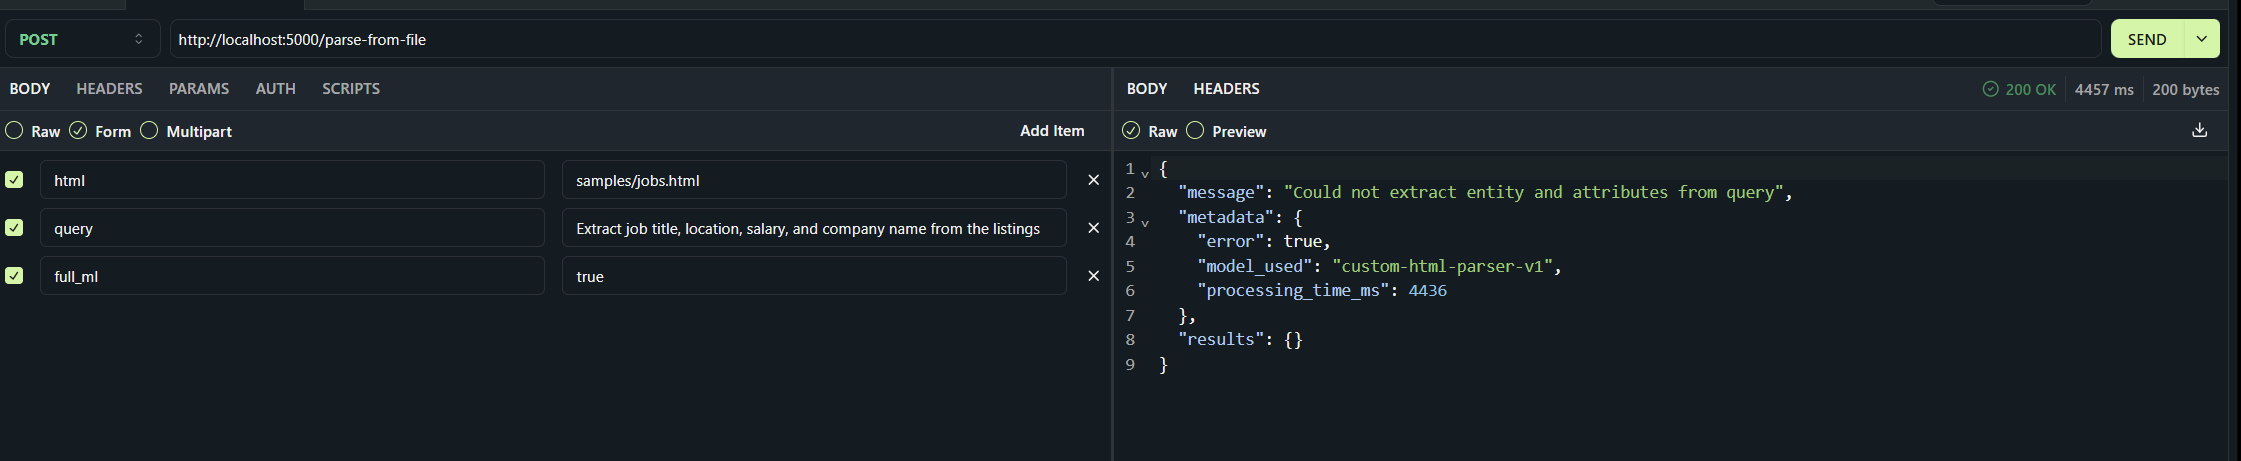 POST http://localhost:5000/parse-from-file SEND
BODY HEADERS PARAMS AUTH SCRIPTS
Raw Form Multipart Add Item
html samples/jobs.html
query Extract job title, location, salary, and company name from the listings
full_ml true
BODY HEADERS 200 OK 4457 ms 200 bytes
Raw Preview
1 {
2 "message": "Could not extract entity and attributes from query",
3 "metadata": {
4 "error": true,
5 "model_used": "custom-html-parser-v1",
6 "processing_time_ms": 4436
7 },
8 "results": {}
9 }